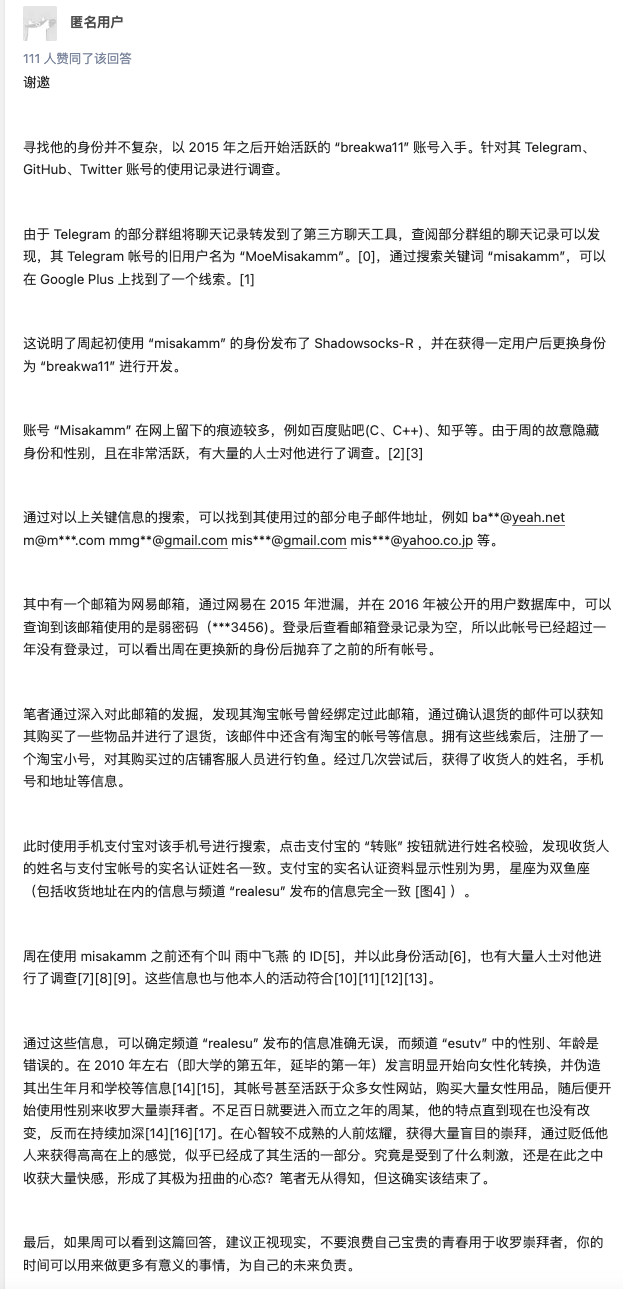 匿名用户
111 人赞同了该回答
谢邀
寻找他的身份并不复杂，以 2015 年之后开始活跃的 “breakwa11” 账号入手。针对其 Telegram、
GitHub、Twitter 账号的使用记录进行调查。
由于 Telegram 的部分群组将聊天记录转发到了第三方聊天工具，查阅部分群组的聊天记录可以发
现，其 Telegram 帐号的旧用户名为 “MoeMisakamm”。[0]，通过搜索关键词 “misakamm”，可以
在 Google Plus 上找到了一个线索。[1]
这说明了周起初使用 “misakamm” 的身份发布了 Shadowsocks-R ，并在获得一定用户后更换身份
为 “breakwa11” 进行开发。
账号 “Misakamm” 在网上留下的痕迹较多，例如百度贴吧(C、C++)、知乎等。由于周的故意隐藏
身份和性别，且在非常活跃，有大量的人士对他进行了调查。[2][3]
通过对以上关键信息的搜索，可以找到其使用过的部分电子邮件地址，例如 ba**@yeah.net
m@m***.com mmg**@gmail.com mis***@gmail.com mis***@yahoo.co.jp 等。
其中有一个邮箱为网易邮箱，通过网易在 2015 年泄漏，并在 2016 年被公开的用户数据库中，可以
查询到该邮箱使用的是弱密码（***3456)。登录后查看邮箱登录记录为空，所以此帐号已经超过一
年没有登录过，可以看出周在更换新的身份后抛弃了之前的所有帐号。
笔者通过深入对此邮箱的发掘，发现其淘宝帐号曾经绑定过此邮箱，通过确认退货的邮件可以获知
其购买了一些物品并进行了退货，该邮件中还含有淘宝的帐号等信息。拥有这些线索后，注册了一
个淘宝小号，对其购买过的店铺客服人员进行钓鱼。经过几次尝试后，获得了收货人的姓名，手机
号和地址等信息。
此时使用手机支付宝对该手机号进行搜索，点击支付宝的 “转账” 按钮就进行姓名校验，发现收货人
的姓名与支付宝帐号的实名认证姓名一致。支付宝的实名认证资料显示性别为男，星座为双鱼座
（包括收货地址在内的信息与频道 “realesu” 发布的信息完全一致 [图4] ）。
周在使用 misakamm 之前还有个叫 雨中飞燕 的 ID[5]，并以此身份活动[6]，也有大量人士对他进
行了调查[7][8][9]。这些信息也与他本人的活动符合[10][11][12][13]。
通过这些信息，可以确定频道 “realesu” 发布的信息准确无误，而频道 “esutv” 中的性别、年龄是
错误的。在 2010 年左右（即大学的第五年，延毕的第一年）发言明显开始向女性化转换，并伪造
其出生年月和学校等信息[14][15]，其帐号甚至活跃于众多女性网站，购买大量女性用品，随后便开
始使用性别来收罗大量崇拜者。不足百日就要进入而立之年的周某，他的特点直到现在也没有改
变，反而在持续加深[14][16][17]。在心智较不成熟的人前炫耀，获得大量盲目的崇拜，通过贬低他
人来获得高高在上的感觉，似乎已经成了其生活的一部分。究竟是受到了什么刺激，还是在此之中
收获大量快感，形成了其极为扭曲的心态？笔者无从得知，但这确实该结束了。
最后，如果周可以看到这篇回答，建议正视现实，不要浪费自己宝贵的青春用于收罗崇拜者，你的
时间可以用来做更多有意义的事情，为自己的未来负责。